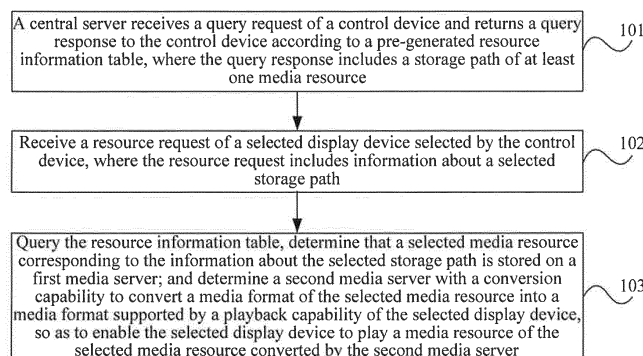 A central server receives a query request of a control device and returns a query
response to the control device according to a pre-generated resource
information table, where the query response includes a storage path of at least
one media resource
101
Receive a resource request of a selected display device selected by the control
device, where the resource request includes information about a selected
storage path
102
Query the resource information table, determine that a selected media resource
corresponding to the information about the selected storage path is stored on a
first media server; and determine a second media server with a conversion
capability to convert a media format of the selected media resource into a
media format supported by a playback capability of the selected display device,
so as to enable the selected display device to play a media resource of the
selected media resource converted by the second media server
103